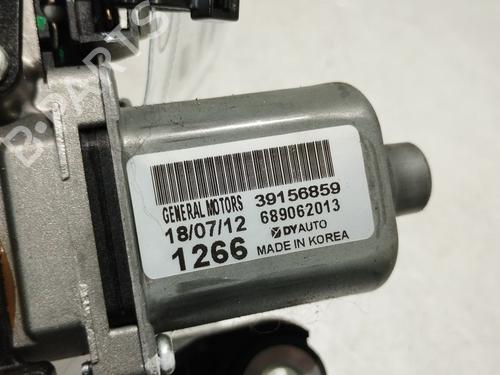 B-PARTS
GENERAL MOTORS 39156859
18/07/12 689062013
DYAUTO
1266 MADE IN KOREA